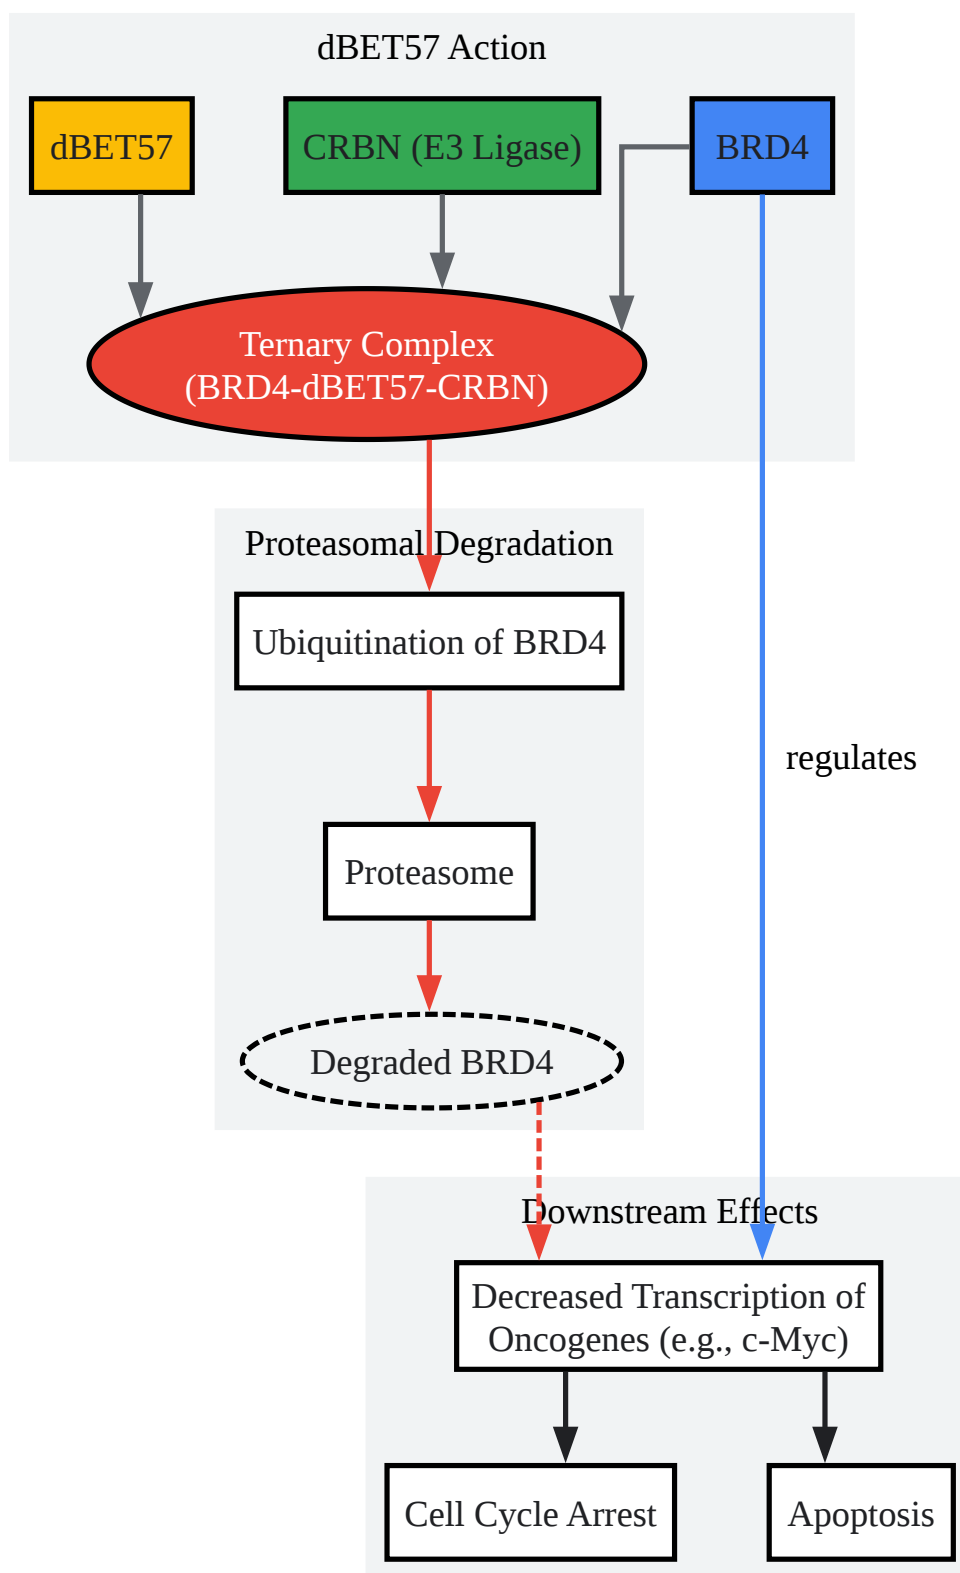 dBET57 Action
dBET57
CRBN (E3 Ligase)
BRD4
Ternary Complex
(BRD4-dBET57-CRBN)
Proteasomal Degradation
Ubiquitination of BRD4
regulates
Proteasome
Degraded BRD4
Downstream Effects
Decreased Transcription of
Oncogenes (e.g., c-Myc)
Cell Cycle Arrest
Apoptosis